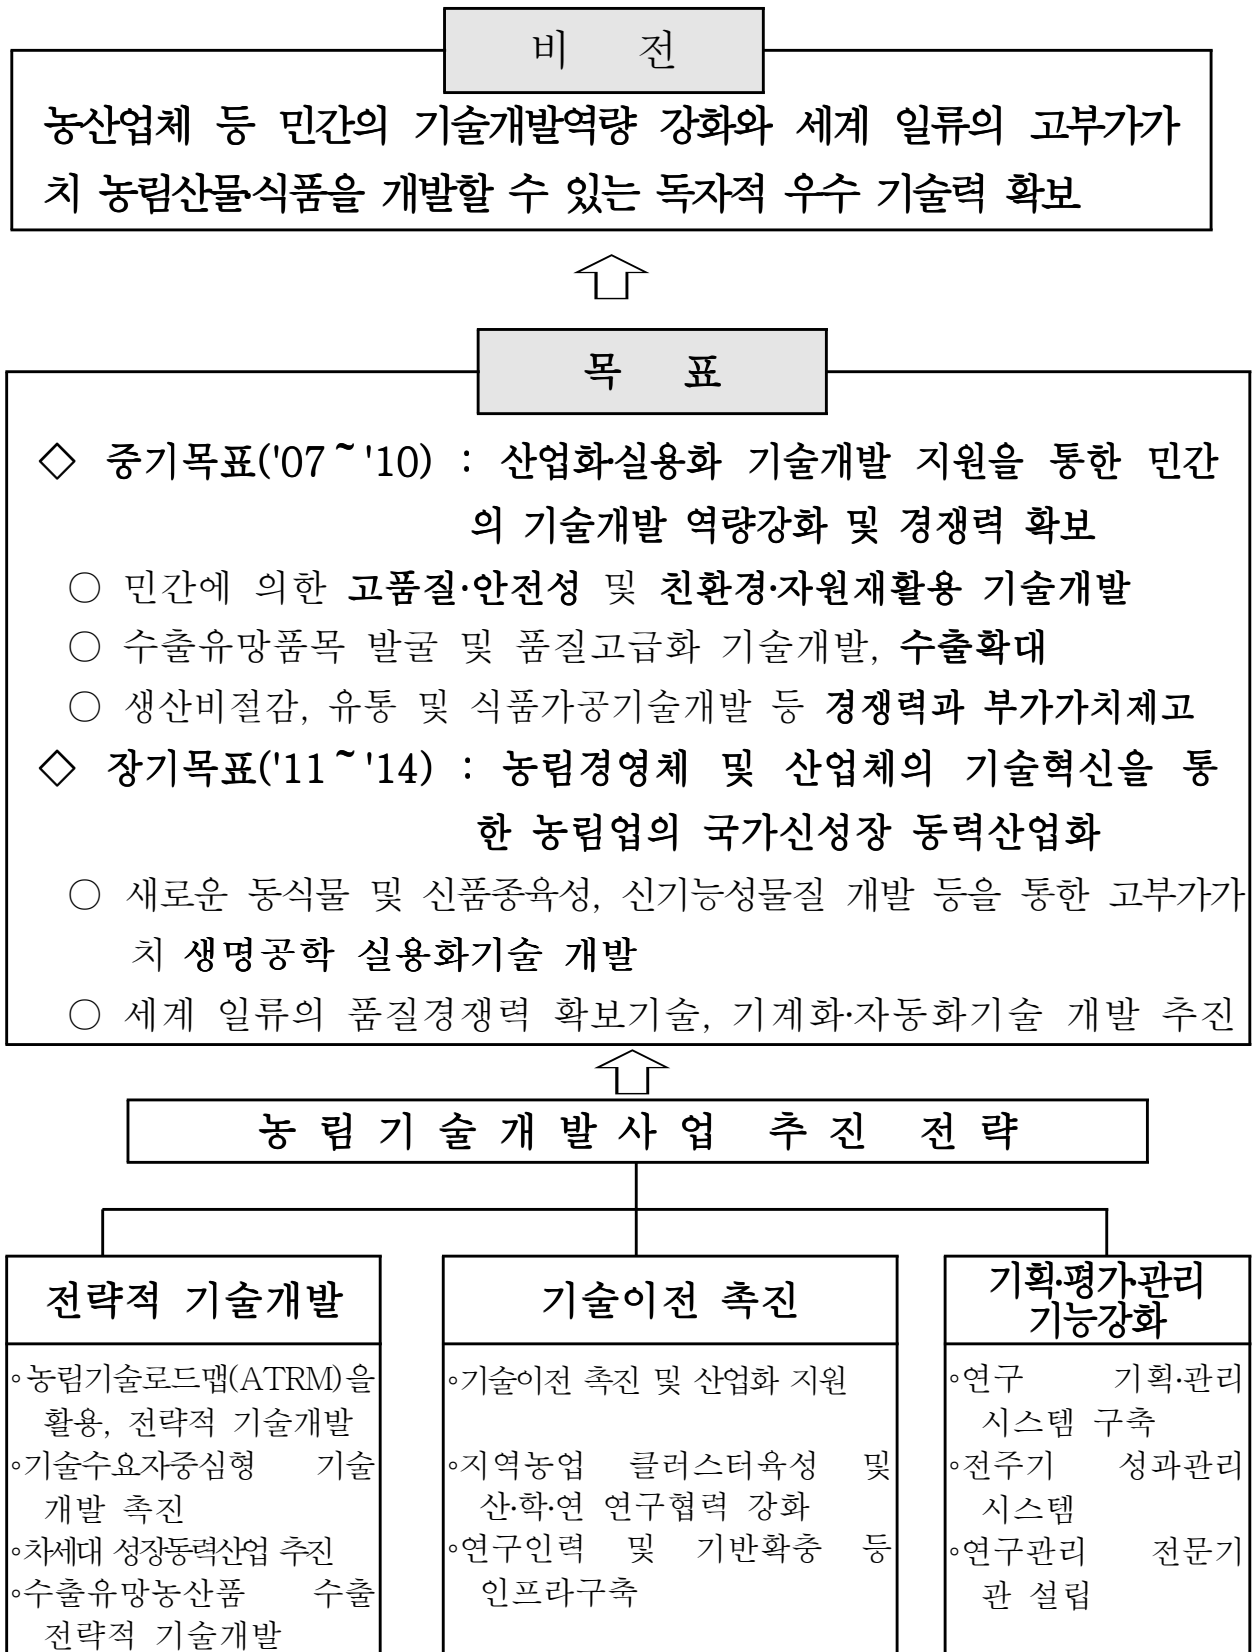 비 전
농산업체 등 민간의 기술개발역량 강화와 세계 일류의 고부가가
치 농림산물·식품을 개발할 수 있는 독자적 우수 기술력 확보
목 표
◇ 중기목표('07~'10) : 산업화·실용화 기술개발 지원을 통한 민간
의 기술개발 역량강화 및 경쟁력 확보
○ 민간에 의한 고품질·안전성 및 친환경·자원재활용 기술개발
○ 수출유망품목 발굴 및 품질고급화 기술개발, 수출확대
○ 생산비절감, 유통 및 식품가공기술개발 등 경쟁력과 부가가치제고
◇ 장기목표('11~'14) : 농림경영체 및 산업체의 기술혁신을 통
한 농림업의 국가신성장 동력산업화
○ 새로운 동식물 및 신품종육성, 신기능성물질 개발 등을 통한 고부가가
치 생명공학 실용화기술 개발
○ 세계 일류의 품질경쟁력 확보기술, 기계화·자동화기술 개발 추진
농림기술개발사업 추진 전략
전략적 기술개발
◦농림기술로드맵(ATRM)을
활용, 전략적 기술개발
◦기술수요자중심형 기술
개발 촉진
◦차세대 성장동력산업 추진
◦수출유망농산품 수출
전략적 기술개발
기술이전 촉진
◦기술이전 촉진 및 산업화 지원
◦지역농업 클러스터육성 및
산·학·연 연구협력 강화
◦연구인력 및 기반확충 등
인프라구축
기획·평가·관리
기능강화
◦연구 기획·관리
시스템 구축
◦전주기 성과관리
시스템
◦연구관리 전문기
관 설립